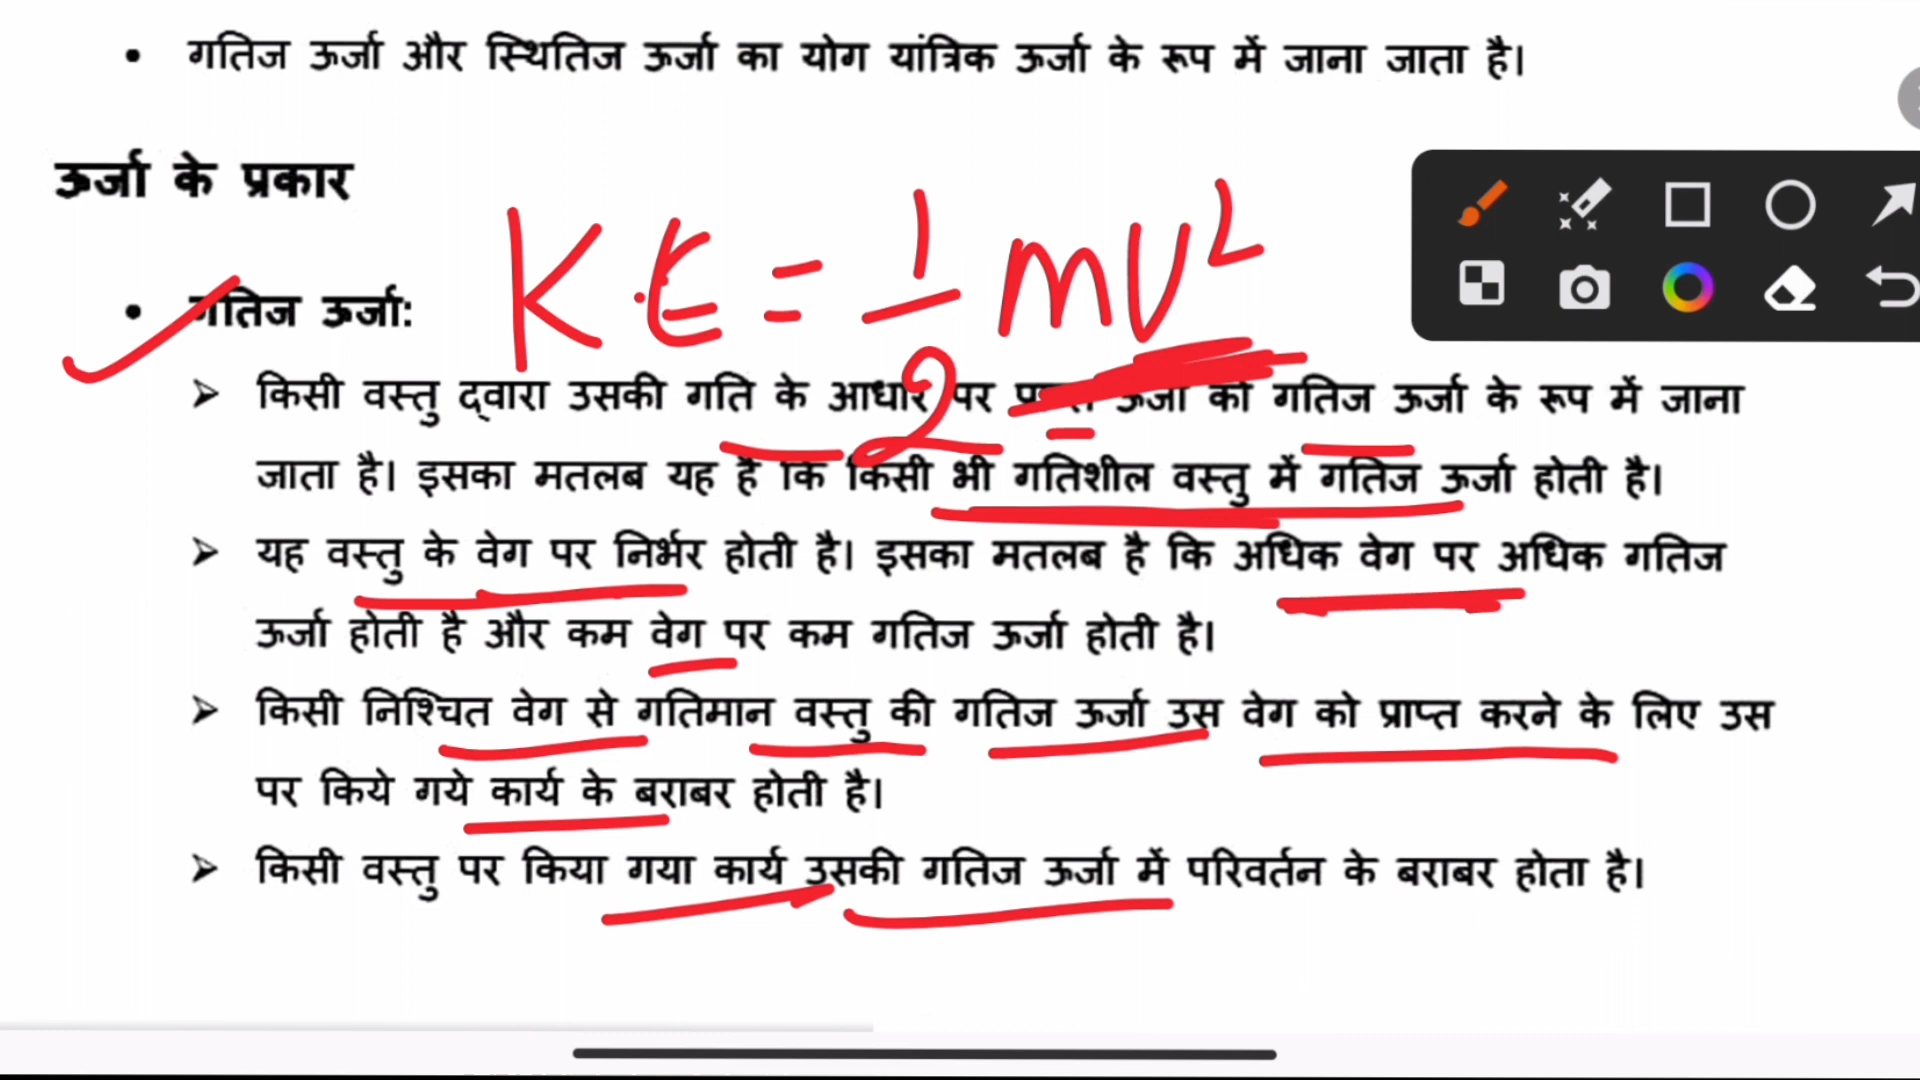 • गतिज ऊर्जा और स्थितिज ऊर्जा का योग यांत्रिक ऊर्जा के रूप में जाना जाता है।
ऊर्जा के प्रकार
KE = 1/2 mv²
• गतिज ऊर्जा:
➢ किसी वस्तु द्वारा उसकी गति के आधार पर ऊर्जा को गतिज ऊर्जा के रूप में जाना
जाता है। इसका मतलब यह है कि किसी भी गतिशील वस्तु में गतिज ऊर्जा होती है।
➢ यह वस्तु के वेग पर निर्भर होती है। इसका मतलब है कि अधिक वेग पर अधिक गतिज
ऊर्जा होती है और कम वेग पर कम गतिज ऊर्जा होती है।
➢ किसी निश्चित वेग से गतिमान वस्तु की गतिज ऊर्जा उस वेग को प्राप्त करने के लिए उस
पर किये गये कार्य के बराबर होती है।
➢ किसी वस्तु पर किया गया कार्य उसकी गतिज ऊर्जा में परिवर्तन के बराबर होता है।